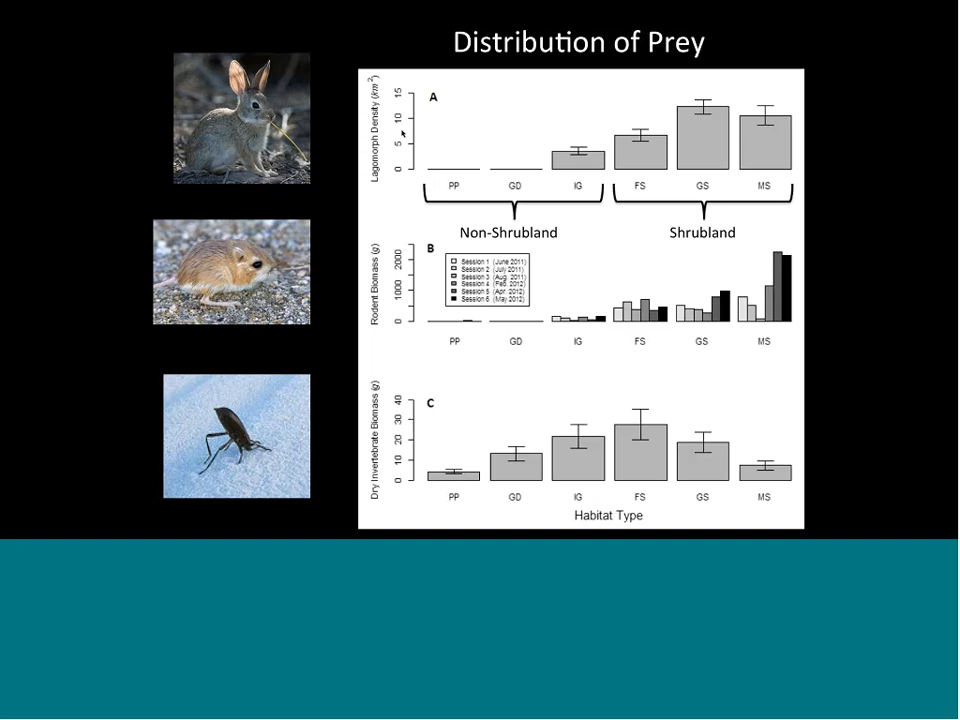 Distribution of Prey
A
Lagomorph Density (km²)
0 5 10 15
PP GD IG FS GS MS
Non-Shrubland Shrubland
B
Rodent Biomass (g)
0 1000 2000
Session 1 (June 2011)
Session 2 (July 2011)
Session 3 (Aug. 2011)
Session 4 (Feb. 2012)
Session 5 (Apr. 2012)
Session 6 (May 2012)
PP GD IG FS GS MS
C
Dry Invertebrate Biomass (g)
0 10 20 30 40
PP GD IG FS GS MS
Habitat Type